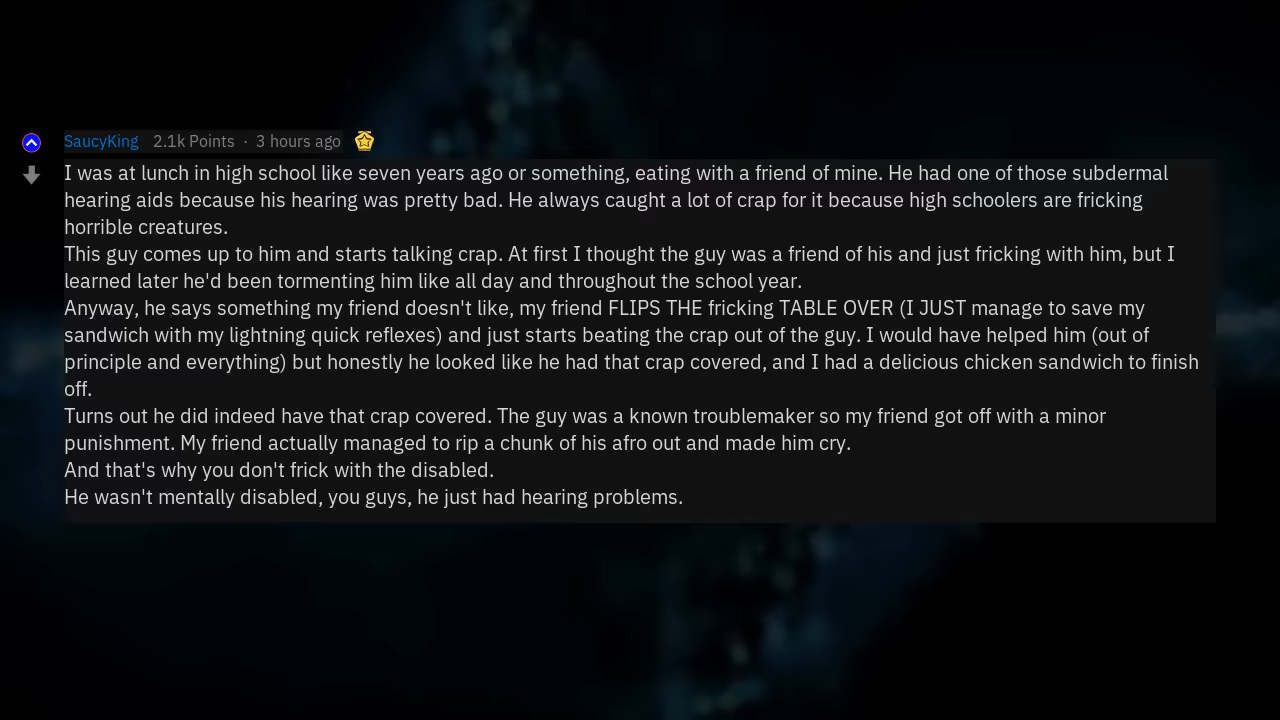 SaucyKing 2.1k Points · 3 hours ago
I was at lunch in high school like seven years ago or something, eating with a friend of mine. He had one of those subdermal
hearing aids because his hearing was pretty bad. He always caught a lot of crap for it because high schoolers are fricking
horrible creatures.
This guy comes up to him and starts talking crap. At first I thought the guy was a friend of his and just fricking with him, but I
learned later he'd been tormenting him like all day and throughout the school year.
Anyway, he says something my friend doesn't like, my friend FLIPS THE fricking TABLE OVER (I JUST manage to save my
sandwich with my lightning quick reflexes) and just starts beating the crap out of the guy. I would have helped him (out of
principle and everything) but honestly he looked like he had that crap covered, and I had a delicious chicken sandwich to finish
off.
Turns out he did indeed have that crap covered. The guy was a known troublemaker so my friend got off with a minor
punishment. My friend actually managed to rip a chunk of his afro out and made him cry.
And that's why you don't frick with the disabled.
He wasn't mentally disabled, you guys, he just had hearing problems.